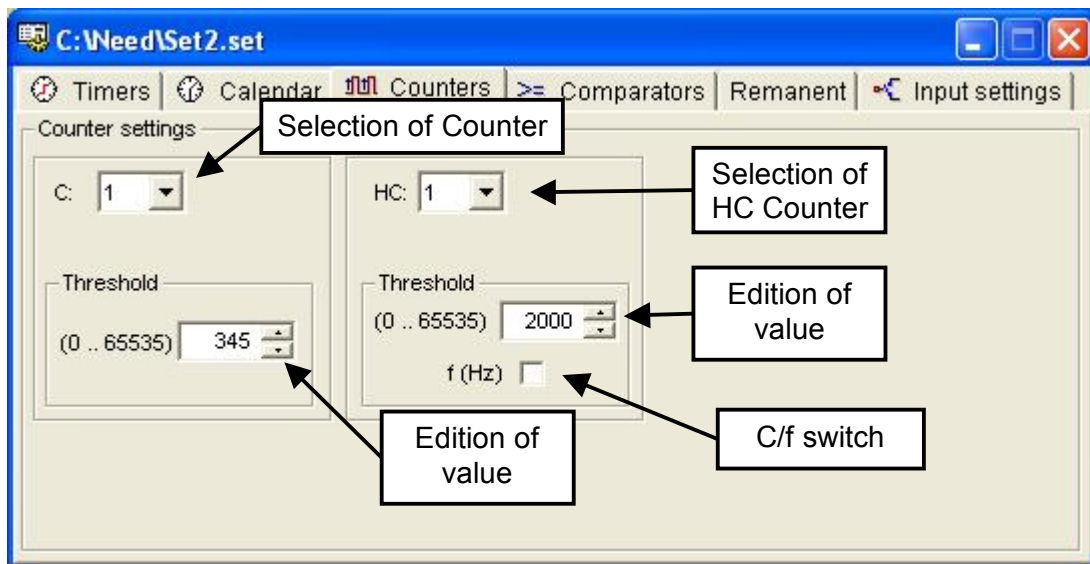 C:\Need\Set2.set
Timers Calendar Counters >= Comparators Remanent Input settings
Counter settings
Selection of Counter
C: 1
HC: 1
Selection of
HC Counter
Threshold
(0 .. 65535) 345
Threshold
(0 .. 65535) 2000
f (Hz)
Edition of
value
Edition of
value
C/f switch